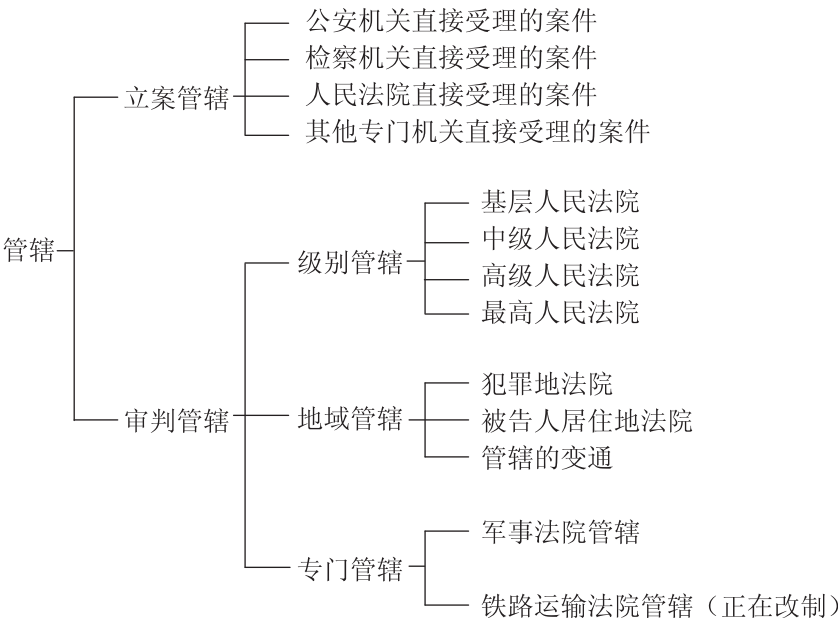 管辖
立案管辖
公安机关直接受理的案件
检察机关直接受理的案件
人民法院直接受理的案件
其他专门机关直接受理的案件
审判管辖
级别管辖
基层人民法院
中级人民法院
高级人民法院
最高人民法院
地域管辖
犯罪地法院
被告人居住地法院
管辖的变通
专门管辖
军事法院管辖
铁路运输法院管辖（正在改制）